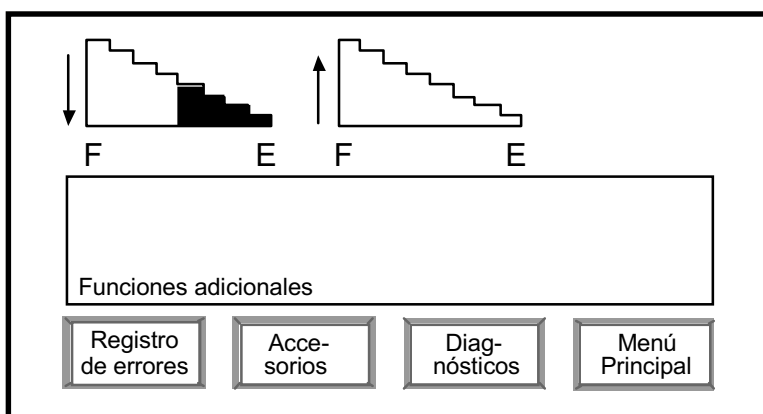 F E F E
Funciones adicionales
Registro
de errores
Acce-
sorios
Diag-
nósticos
Menú
Principal